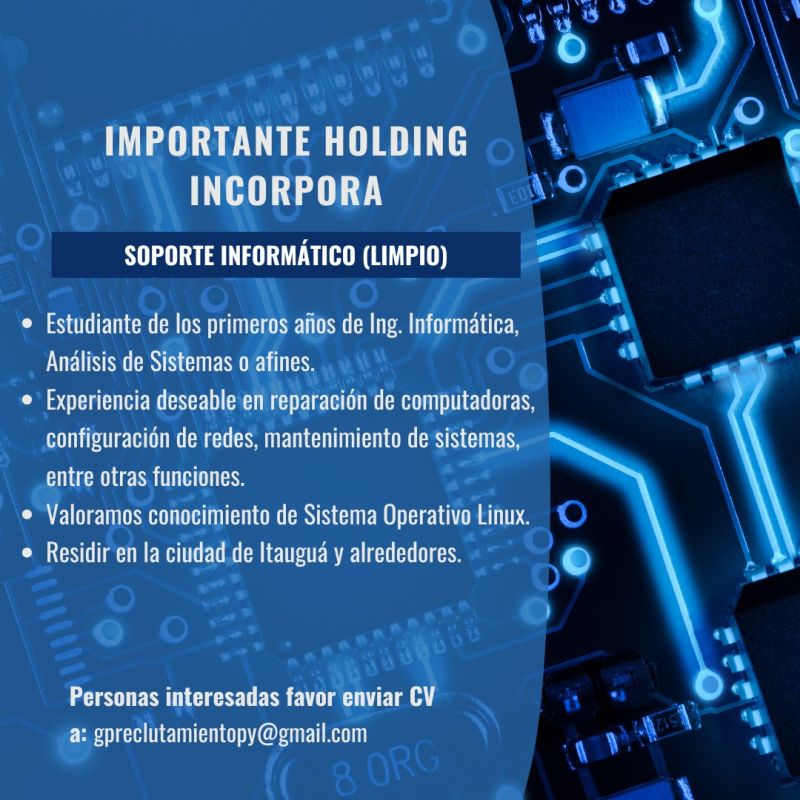 IMPORTANTE HOLDING
INCORPORA
SOPORTE INFORMÁTICO (LIMPIO)
• Estudiante de los primeros años de Ing. Informática,
Análisis de Sistemas o afines.
• Experiencia deseable en reparación de computadoras,
configuración de redes, mantenimiento de sistemas,
entre otras funciones.
• Valoramos conocimiento de Sistema Operativo Linux.
• Residir en la ciudad de Itauguá y alrededores.
Personas interesadas favor enviar CV
a: gpreclutamientopy@gmail.com
8 ORG